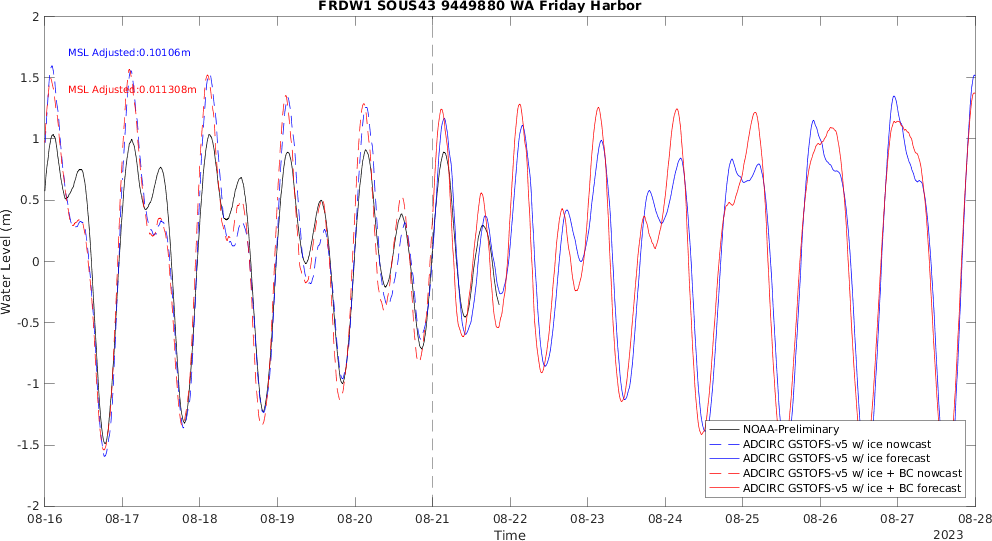 FRDW1 SOUS43 9449880 WA Friday Harbor
2
1.5
1
0.5
0
-0.5
-1
-1.5
-2
Water Level (m)
MSL Adjusted:0.10106m
MSL Adjusted:0.011308m
NOAA-Preliminary
ADCIRC GSTOFS-v5 w/ ice nowcast
ADCIRC GSTOFS-v5 w/ ice forecast
ADCIRC GSTOFS-v5 w/ ice + BC nowcast
ADCIRC GSTOFS-v5 w/ ice + BC forecast
08-16 08-17 08-18 08-19 08-20 08-21 08-22 08-23 08-24 08-25 08-26 08-27 08-28
Time
2023